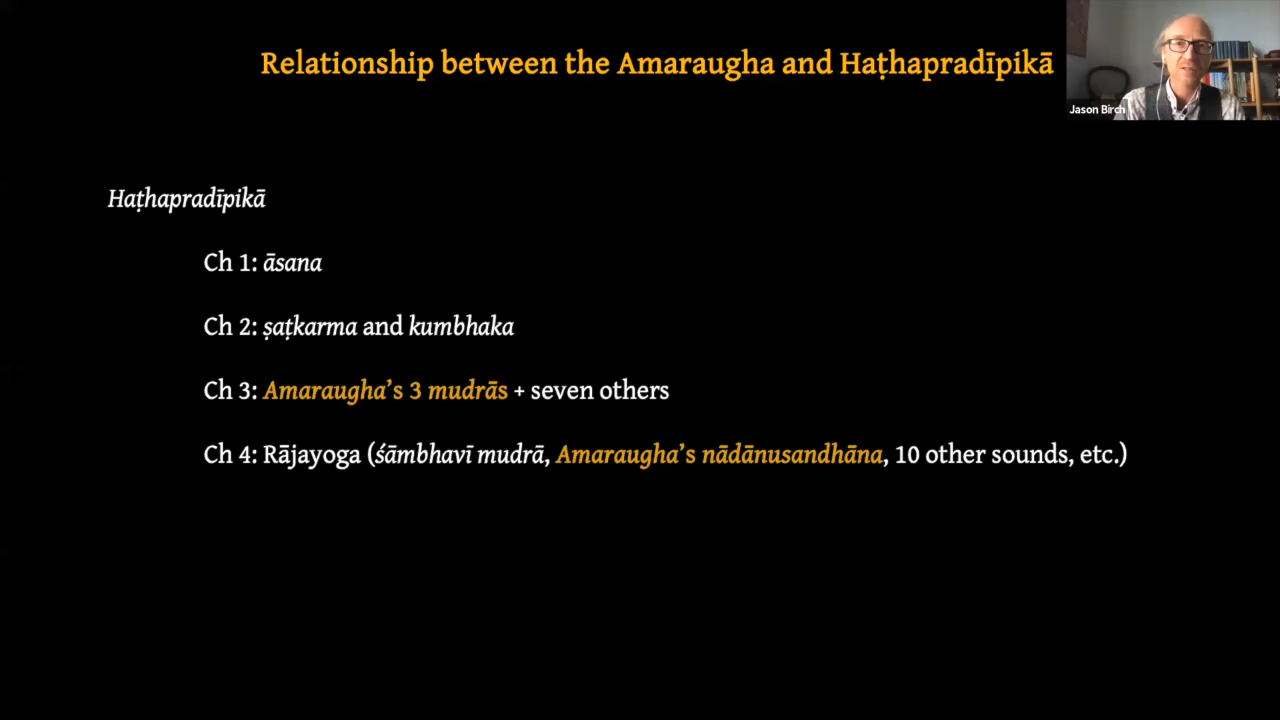 Relationship between the Amaraugha and Haṭhapradīpikā
Jason Birch
Haṭhapradīpikā
Ch 1: āsana
Ch 2: ṣaṭkarma and kumbhaka
Ch 3: Amaraugha’s 3 mudrās + seven others
Ch 4: Rājayoga (śāmbhavī mudrā, Amaraugha’s nādānusandhāna, 10 other sounds, etc.)